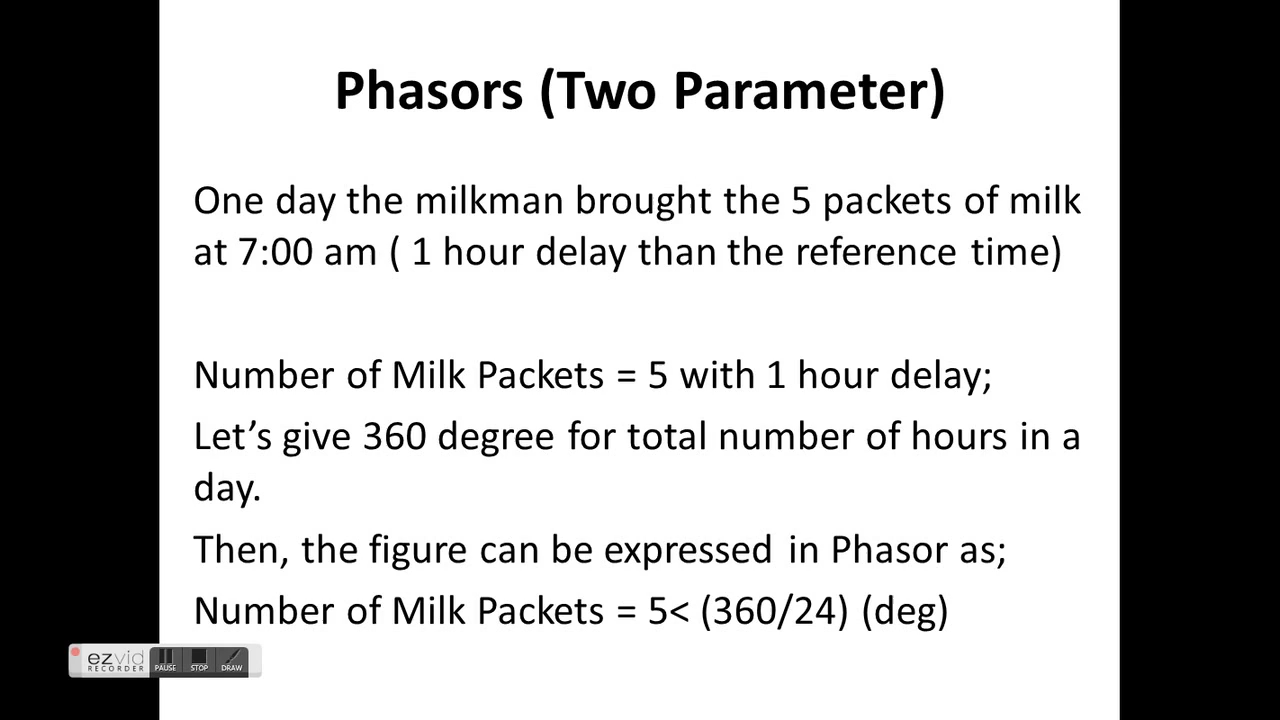 Phasors (Two Parameter)
One day the milkman brought the 5 packets of milk
at 7:00 am ( 1 hour delay than the reference time)
Number of Milk Packets = 5 with 1 hour delay;
Let’s give 360 degree for total number of hours in a
day.
Then, the figure can be expressed in Phasor as;
Number of Milk Packets = 5< (360/24) (deg)
ezvid
RECORDER
PAUSE
STOP
DRAW